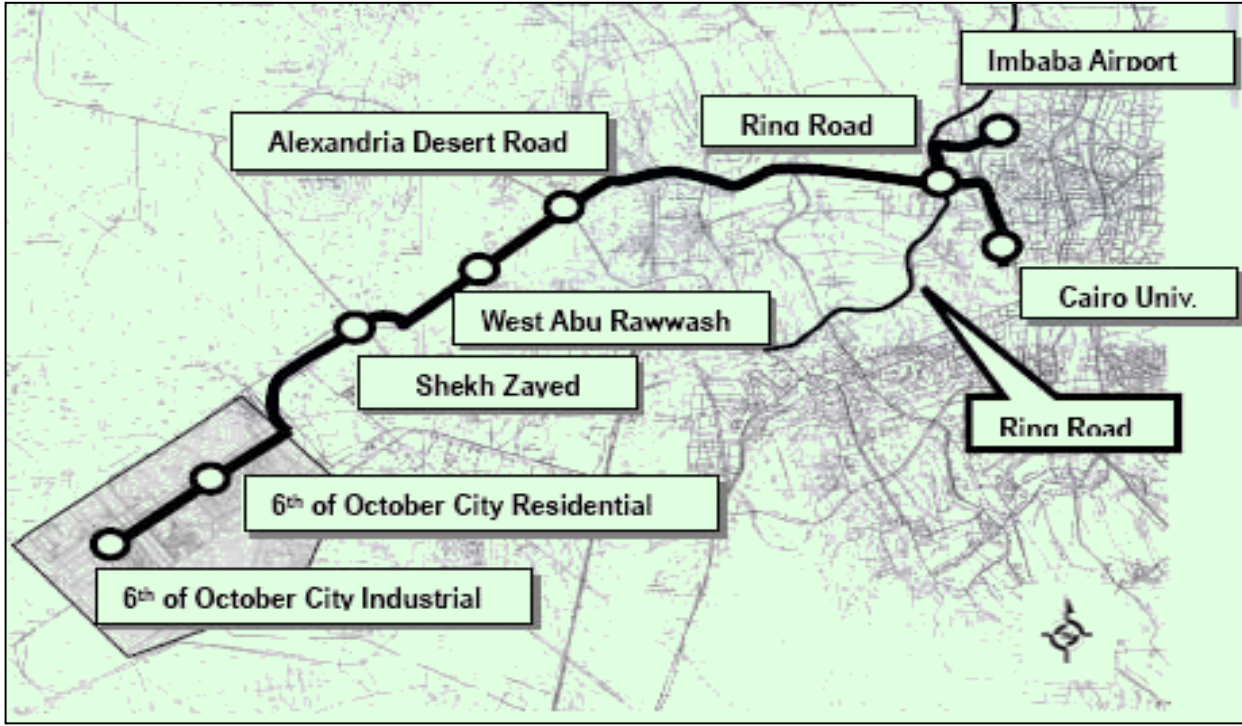 Imbaba Airport
Ring Road
Alexandria Desert Road
Cairo Univ.
West Abu Rawwash
Shekh Zayed
Ring Road
6th of October City Residential
6th of October City Industrial